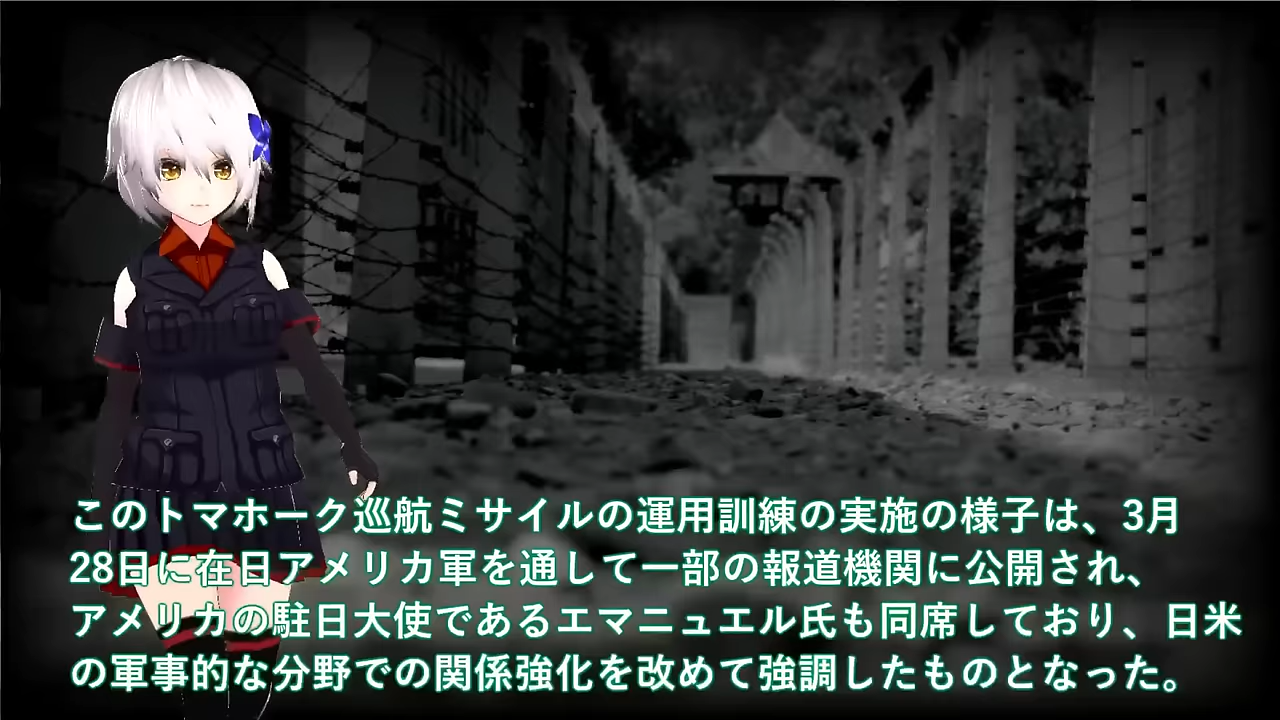 このトマホーク巡航ミサイルの運用訓練の実施の様子は、3月
28日に在日アメリカ軍を通して一部の報道機関に公開され、
アメリカの駐日大使であるエマニュエル氏も同席しており、日米
の軍事的な分野での関係強化を改めて強調したものとなった。